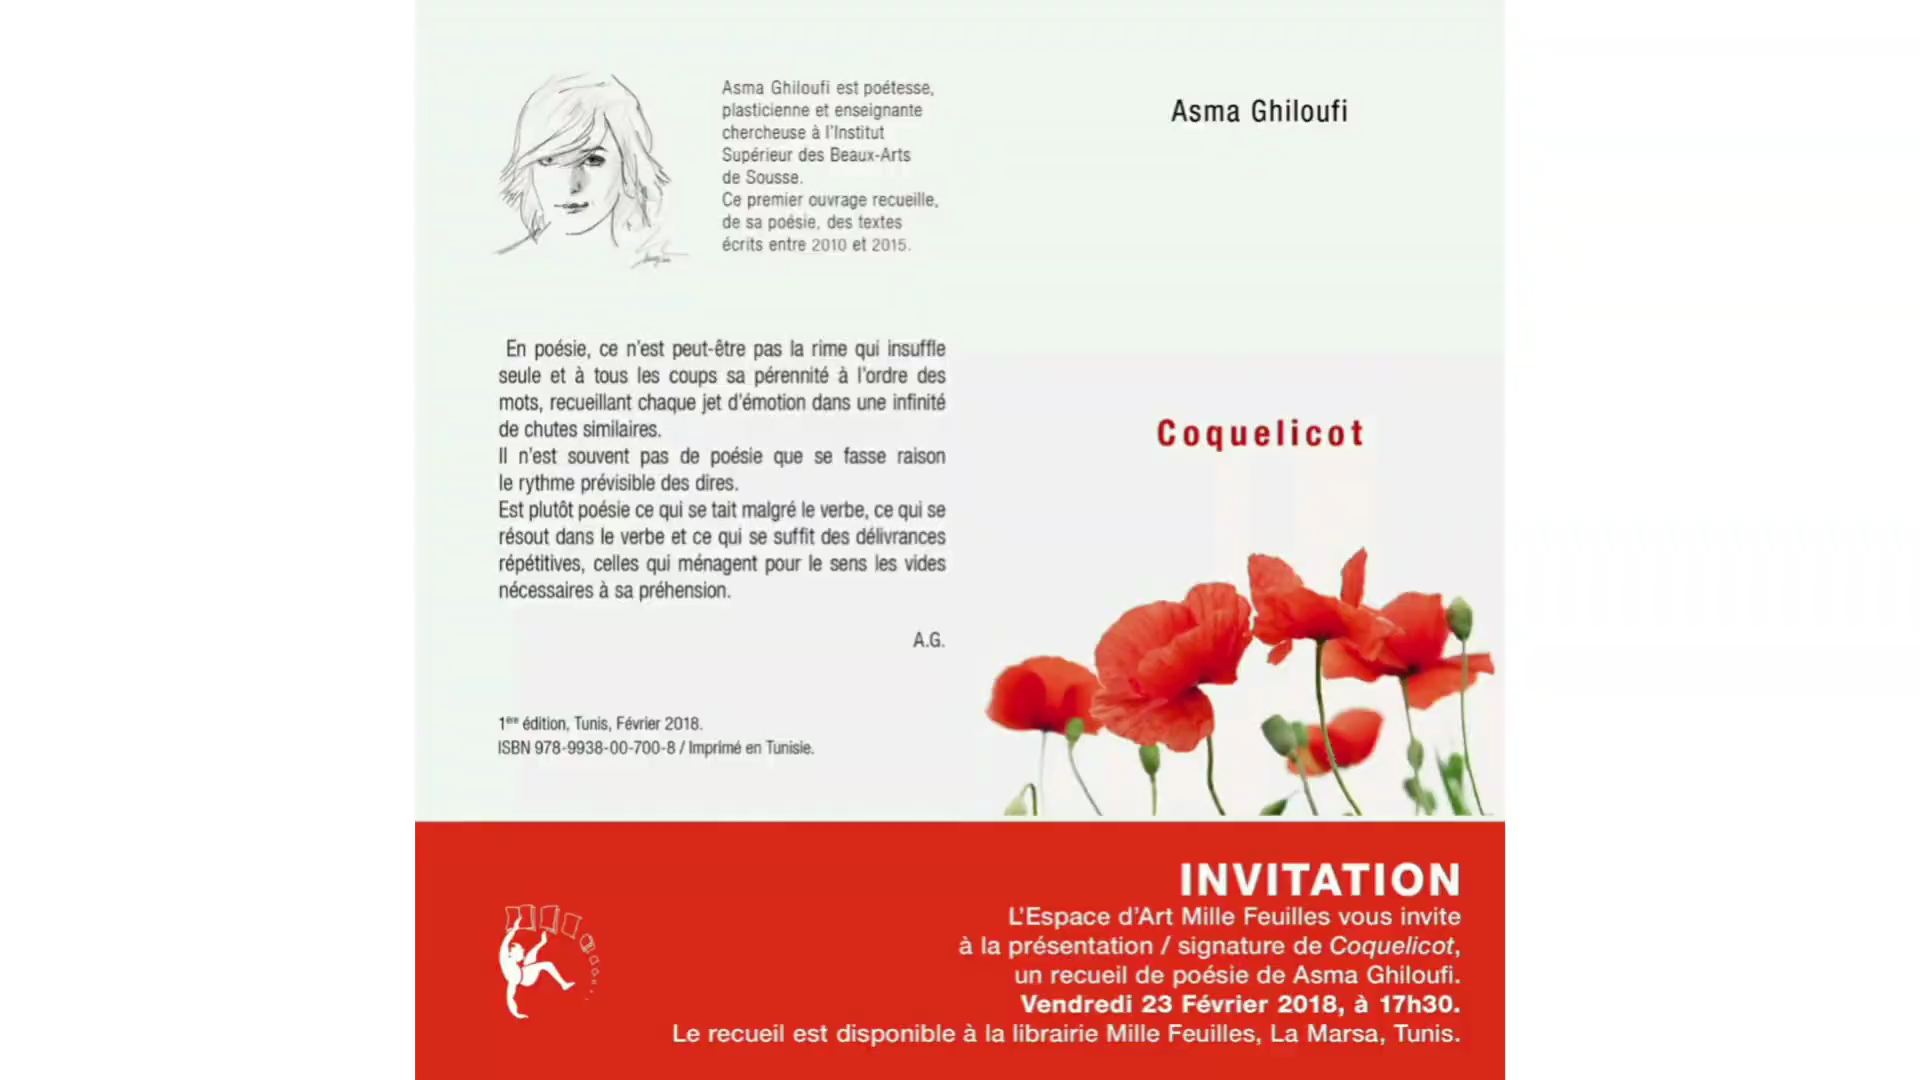 Asma Ghiloufi est poétesse,
plasticienne et enseignante
chercheuse à l'Institut
Supérieur des Beaux-Arts
de Sousse.
Ce premier ouvrage recueille,
de sa poésie, des textes
écrits entre 2010 et 2015.
En poésie, ce n'est peut-être pas la rime qui insuffle
seule et à tous les coups sa pérennité à l'ordre des
mots, recueillant chaque jet d'émotion dans une infinité
de chutes similaires.
Il n'est souvent pas de poésie que se fasse raison
le rythme prévisible des dires.
Est plutôt poésie ce qui se tait malgré le verbe, ce qui se
résout dans le verbe et ce qui se suffit des délivrances
répétitives, celles qui ménagent pour le sens les vides
nécessaires à sa préhension.
A.G.
1ère édition, Tunis, Février 2018.
ISBN 978-9938-00-700-8 / Imprimé en Tunisie.
Asma Ghiloufi
Coquelicot
INVITATION
L'Espace d'Art Mille Feuilles vous invite
à la présentation / signature de Coquelicot,
un recueil de poésie de Asma Ghiloufi.
Vendredi 23 Février 2018, à 17h30.
Le recueil est disponible à la librairie Mille Feuilles, La Marsa, Tunis.